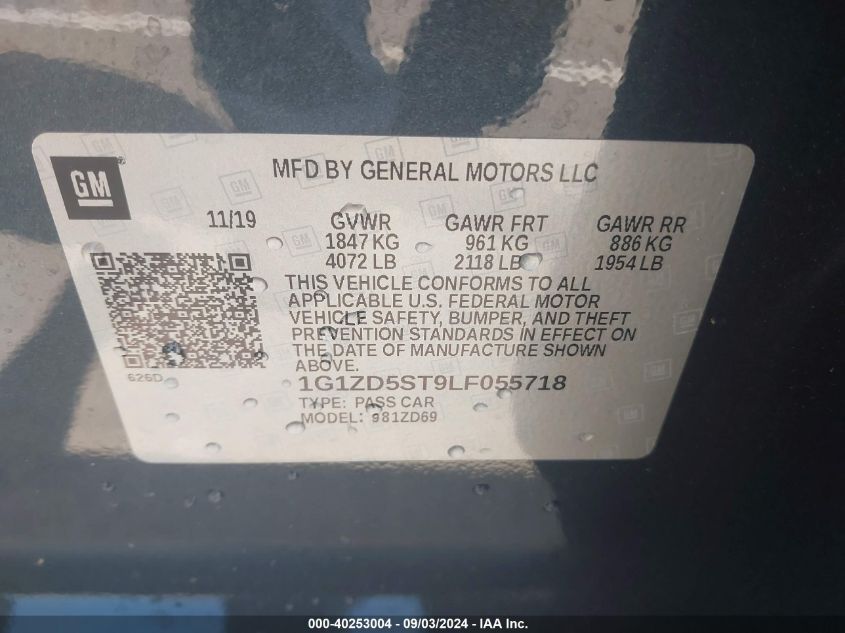 GM
MFD BY GENERAL MOTORS LLC
11/19 GVWR GAWR FRT GAWR RR
1847 KG 961 KG 886 KG
4072 LB 2118 LB 1954 LB
THIS VEHICLE CONFORMS TO ALL
APPLICABLE U.S. FEDERAL MOTOR
VEHICLE SAFETY, BUMPER, AND THEFT
PREVENTION STANDARDS IN EFFECT ON
THE DATE OF MANUFACTURE SHOWN
ABOVE.
626D
1G1ZD5ST9LF055718
TYPE: PASS CAR
MODEL: 981ZD69
000-40253004 - 09/03/2024 - IAA Inc.